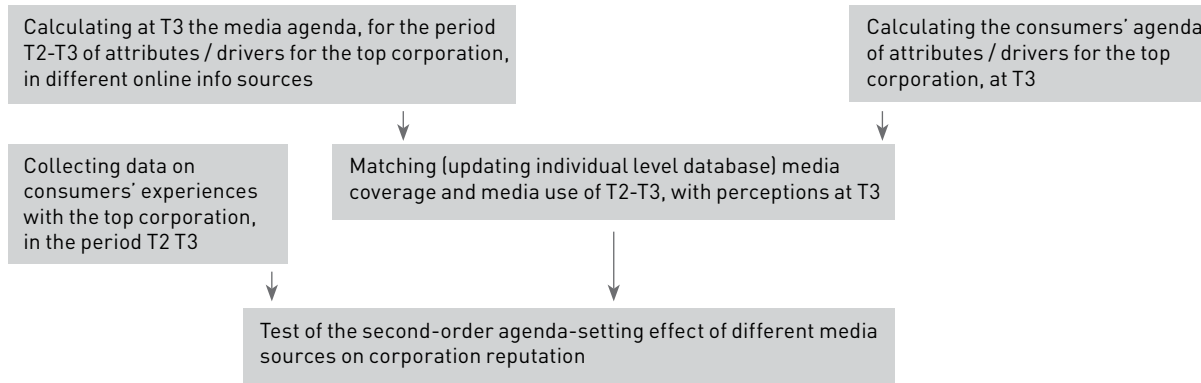 Calculating at T3 the media agenda, for the period
T2-T3 of attributes / drivers for the top corporation,
in different online info sources
Calculating the consumers’ agenda
of attributes / drivers for the top
corporation, at T3
Collecting data on
consumers’ experiences
with the top corporation,
in the period T2 T3
Matching (updating individual level database) media
coverage and media use of T2-T3, with perceptions at T3
Test of the second-order agenda-setting effect of different media
sources on corporation reputation